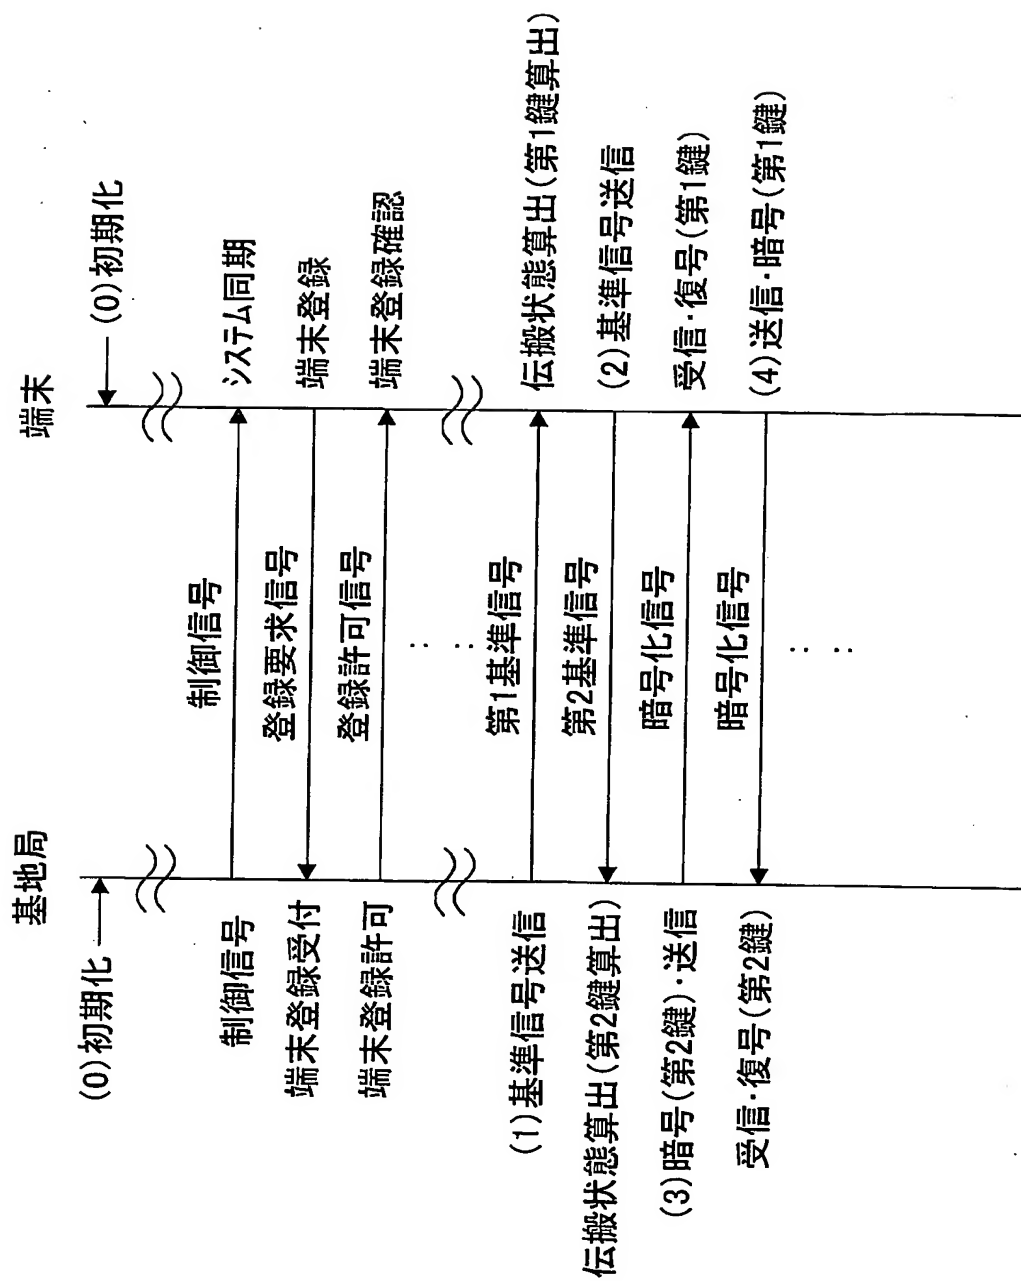 基地局
端末
(0)初期化
(0)初期化
制御信号
制御信号
システム同期
端末登録受付
登録要求信号
端末登録
端末登録許可
登録許可信号
端末登録確認
(1)基準信号送信
第1基準信号
伝搬状態算出(第1鍵算出)
伝搬状態算出(第2鍵算出)
第2基準信号
(2)基準信号送信
(3)暗号(第2鍵)・送信
暗号化信号
受信・復号(第1鍵)
受信・復号(第2鍵)
暗号化信号
(4)送信・暗号(第1鍵)